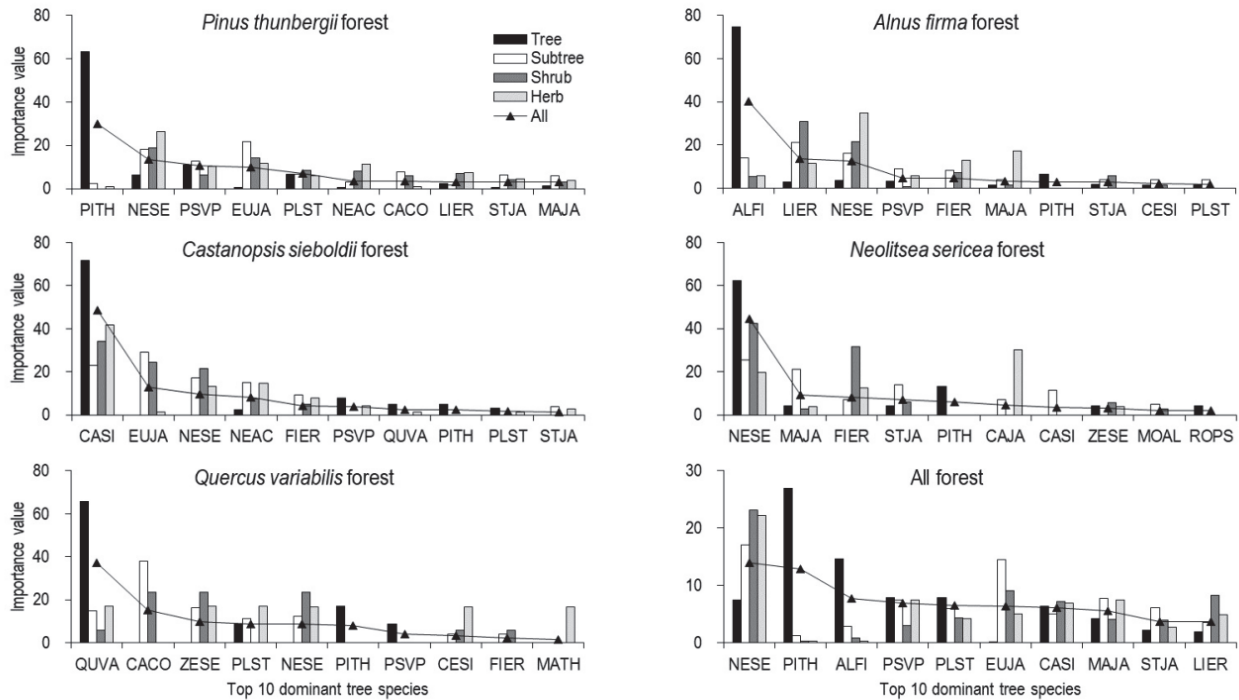 Pinus thunbergii forest
Importance value
80
60
40
20
0
Tree
Subtree
Shrub
Herb
All
PITH NESE PSVP EUJA PLST NEAC CACO LIER STJA MAJA
Alnus firma forest
80
60
40
20
0
ALFI LIER NESE PSVP FIER MAJA PITH STJA CESI PLST
Castanopsis sieboldii forest
Importance value
80
60
40
20
0
CASI EUJA NESE NEAC FIER PSVP QUVA PITH PLST STJA
Neolitsea sericea forest
80
60
40
20
0
NESE MAJA FIER STJA PITH CAJA CASI ZESE MOAL ROPS
Quercus variabilis forest
Importance value
80
60
40
20
0
QUVA CACO ZESE PLST NESE PITH PSVP CESI FIER MATH
Top 10 dominant tree species
All forest
30
20
10
0
NESE PITH ALFI PSVP PLST EUJA CASI MAJA STJA LIER
Top 10 dominant tree species